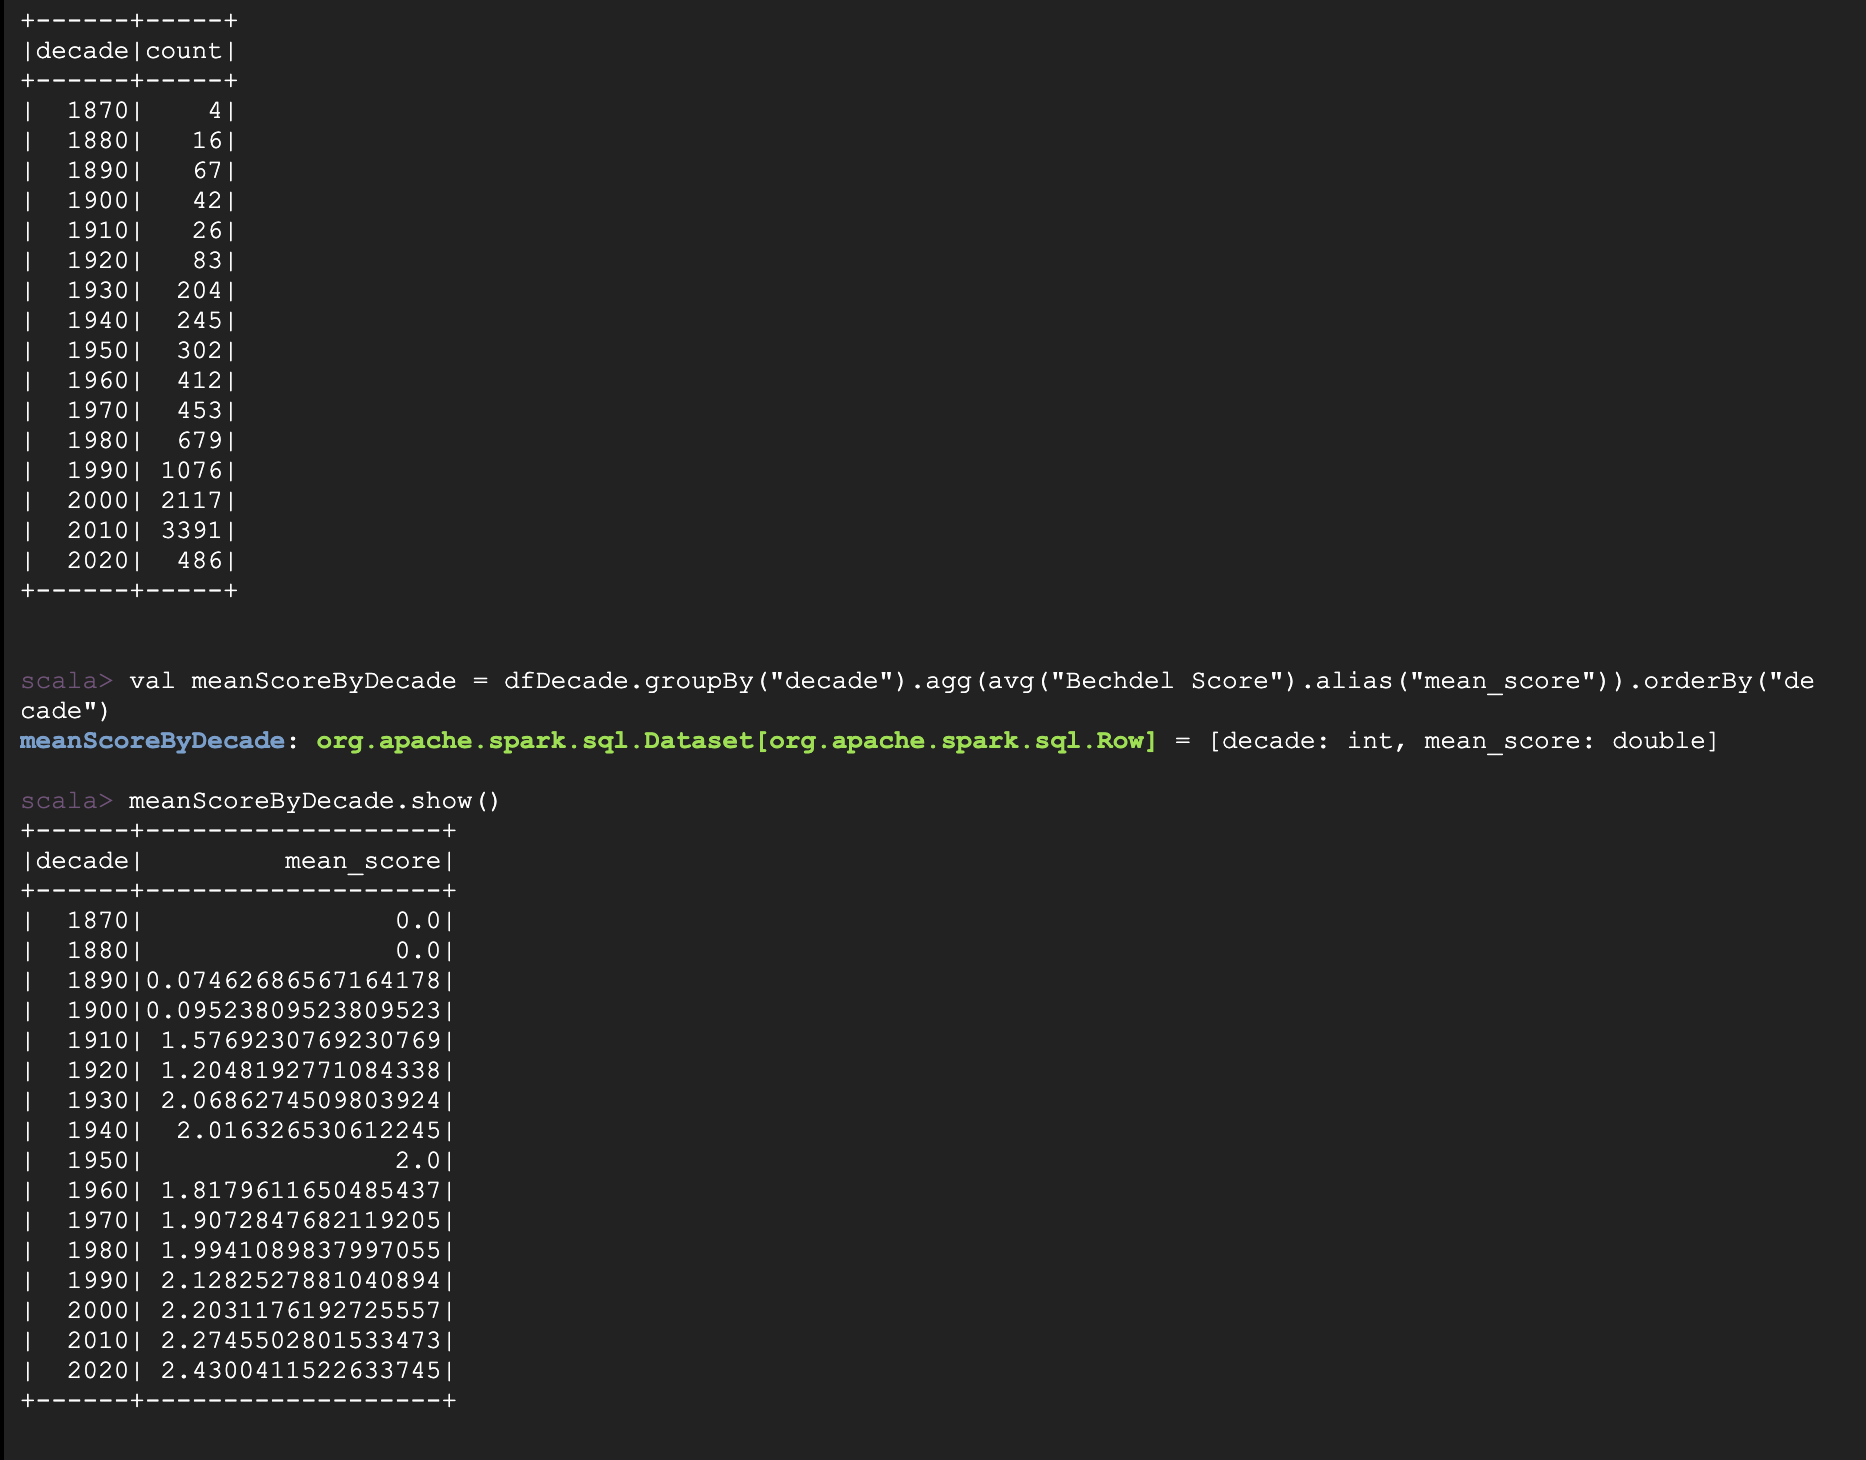 +------+-----+
|decade|count|
+------+-----+
|  1870|    4|
|  1880|   16|
|  1890|   67|
|  1900|   42|
|  1910|   26|
|  1920|   83|
|  1930|  204|
|  1940|  245|
|  1950|  302|
|  1960|  412|
|  1970|  453|
|  1980|  679|
|  1990| 1076|
|  2000| 2117|
|  2010| 3391|
|  2020|  486|
+------+-----+
scala> val meanScoreByDecade = dfDecade.groupBy("decade").agg(avg("Bechdel Score").alias("mean_score")).orderBy("de
cade")
meanScoreByDecade: org.apache.spark.sql.Dataset[org.apache.spark.sql.Row] = [decade: int, mean_score: double]
scala> meanScoreByDecade.show()
+------+-------------------+
|decade|         mean_score|
+------+-------------------+
|  1870|                0.0|
|  1880|                0.0|
|  1890|0.07462686567164178|
|  1900|0.09523809523809523|
|  1910| 1.5769230769230769|
|  1920| 1.2048192771084338|
|  1930| 2.0686274509803924|
|  1940|  2.016326530612245|
|  1950|                2.0|
|  1960| 1.8179611650485437|
|  1970| 1.9072847682119205|
|  1980| 1.9941089837997055|
|  1990| 2.1282527881040894|
|  2000| 2.2031176192725557|
|  2010| 2.2745502801533473|
|  2020| 2.4300411522633745|
+------+-------------------+